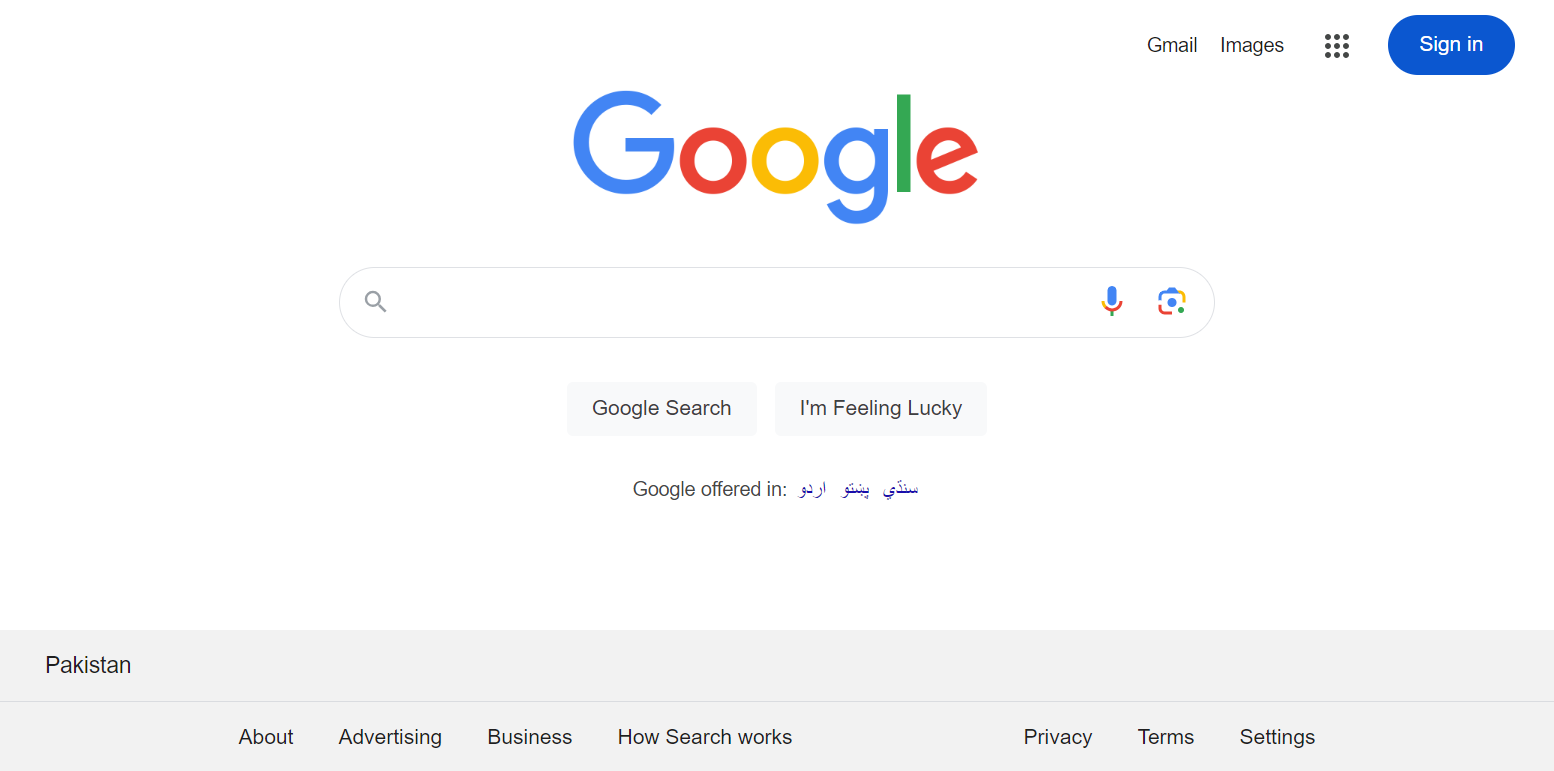 Gmail Images Sign in
Google
Google Search I'm Feeling Lucky
Google offered in: اردو پښتو سنڌي
Pakistan
About Advertising Business How Search works Privacy Terms Settings